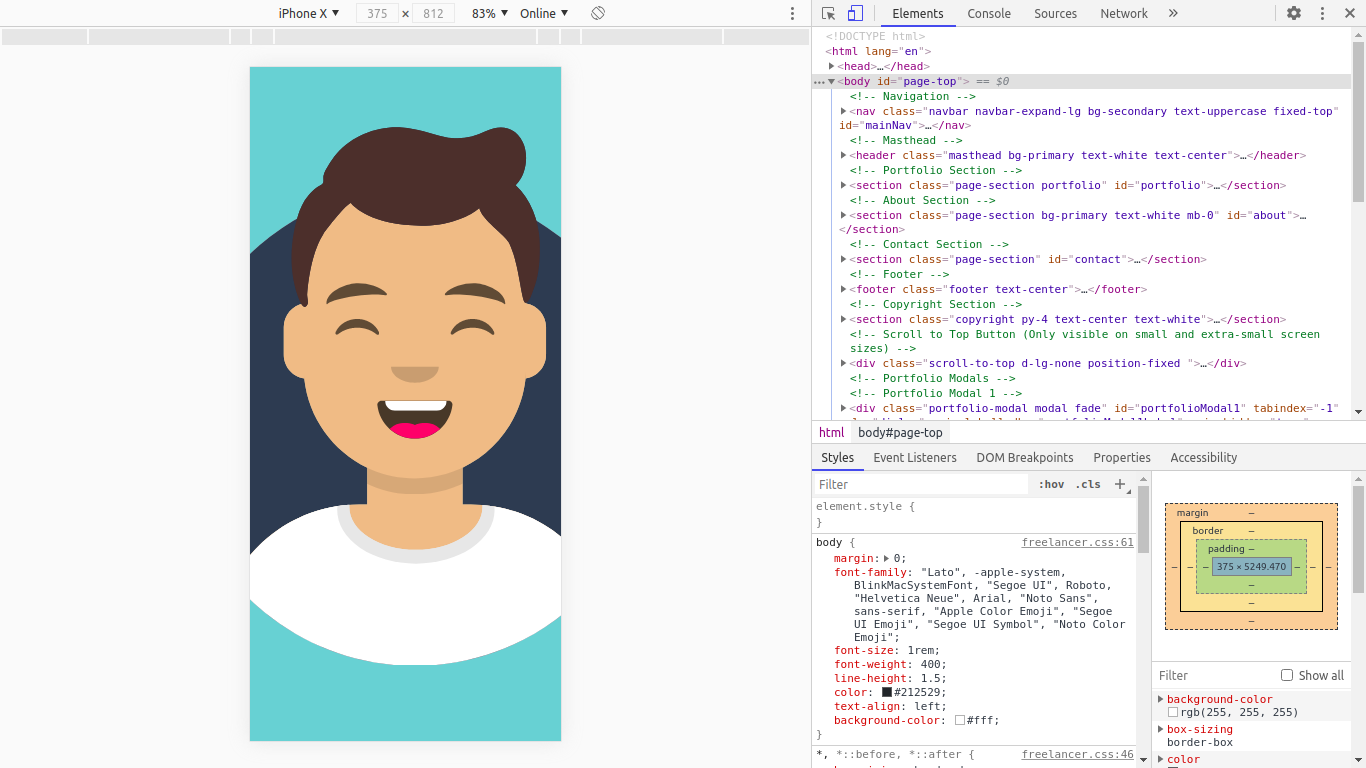 iPhone X ▼ 375 × 812 83% ▼ Online ▼
Elements Console Sources Network »
<!DOCTYPE html>
<html lang="en">
<head>…</head>
<body id="page-top"> == $0
<!-- Navigation -->
<nav class="navbar navbar-expand-lg bg-secondary text-uppercase fixed-top"
id="mainNav">…</nav>
<!-- Masthead -->
<header class="masthead bg-primary text-white text-center">…</header>
<!-- Portfolio Section -->
<section class="page-section portfolio" id="portfolio">…</section>
<!-- About Section -->
<section class="page-section bg-primary text-white mb-0" id="about">…
</section>
<!-- Contact Section -->
<section class="page-section" id="contact">…</section>
<!-- Footer -->
<footer class="footer text-center">…</footer>
<!-- Copyright Section -->
<section class="copyright py-4 text-center text-white">…</section>
<!-- Scroll to Top Button (Only visible on small and extra-small screen
sizes) -->
<div class="scroll-to-top d-lg-none position-fixed ">…</div>
<!-- Portfolio Modals -->
<!-- Portfolio Modal 1 -->
<div class="portfolio-modal modal fade" id="portfolioModal1" tabindex="-1"
html body#page-top
Styles Event Listeners DOM Breakpoints Properties Accessibility
Filter :hov .cls +
element.style {
}
body { freelancer.css:61
margin: 0;
font-family: "Lato", -apple-system,
BlinkMacSystemFont, "Segoe UI", Roboto,
"Helvetica Neue", Arial, "Noto Sans",
sans-serif, "Apple Color Emoji", "Segoe
UI Emoji", "Segoe UI Symbol", "Noto Color
Emoji";
font-size: 1rem;
font-weight: 400;
line-height: 1.5;
color: #212529;
text-align: left;
background-color: #fff;
}
*, *::before, *::after { freelancer.css:46
margin –
border –
padding –
– – – 375 × 5249.470 – – –
–
–
–
Filter Show all
background-color
rgb(255, 255, 255)
box-sizing
border-box
color